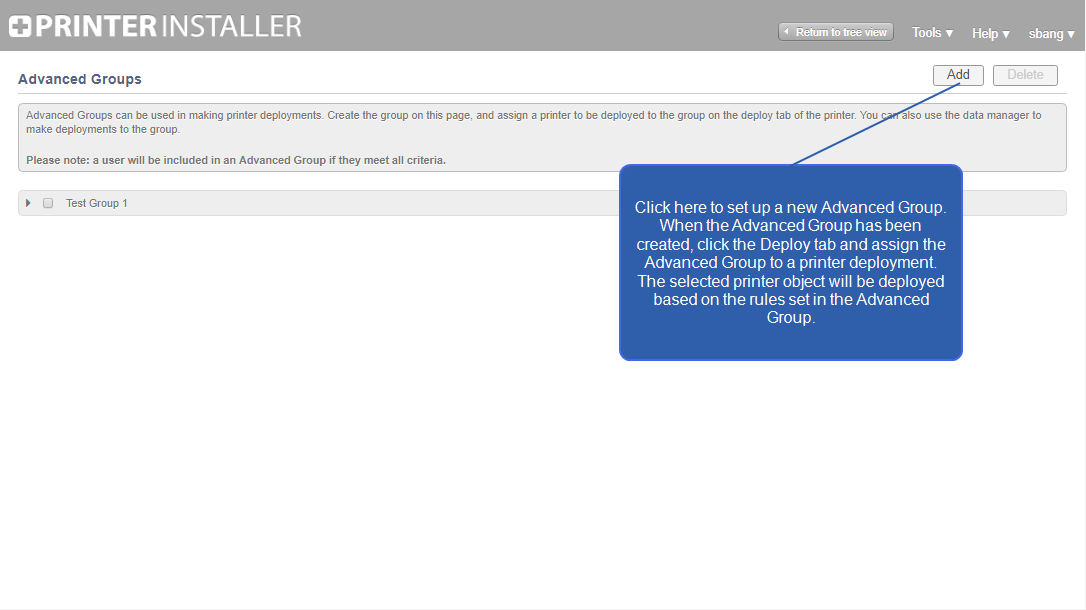 PRINTER INSTALLER
Return to tree view
Tools ▾
Help ▾
sbang ▾
Advanced Groups
Add
Delete
Advanced Groups can be used in making printer deployments. Create the group on this page, and assign a printer to be deployed to the group on the deploy tab of the printer. You can also use the data manager to
make deployments to the group.
Please note: a user will be included in an Advanced Group if they meet all criteria.
Test Group 1
Click here to set up a new Advanced Group.
When the Advanced Group has been
created, click the Deploy tab and assign the
Advanced Group to a printer deployment.
The selected printer object will be deployed
based on the rules set in the Advanced
Group.